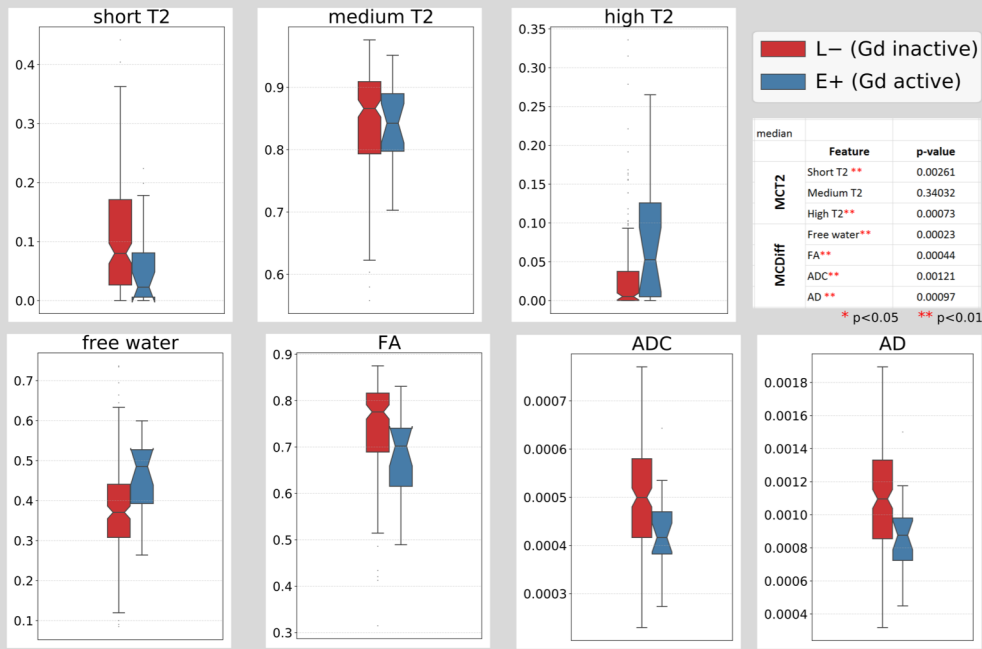 short T2
0.4
0.3
0.2
0.1
0.0
medium T2
0.9
0.8
0.7
0.6
high T2
0.35
0.30
0.25
0.20
0.15
0.10
0.05
0.00
L− (Gd inactive)
E+ (Gd active)
median
Feature p-value
MCT2
Short T2 ** 0.00261
Medium T2 0.34032
High T2** 0.00073
MCDiff
Free water** 0.00023
FA** 0.00044
ADC** 0.00121
AD ** 0.00097
* p<0.05 ** p<0.01
free water
0.7
0.6
0.5
0.4
0.3
0.2
0.1
FA
0.9
0.8
0.7
0.6
0.5
0.4
0.3
ADC
0.0007
0.0006
0.0005
0.0004
0.0003
AD
0.0018
0.0016
0.0014
0.0012
0.0010
0.0008
0.0006
0.0004